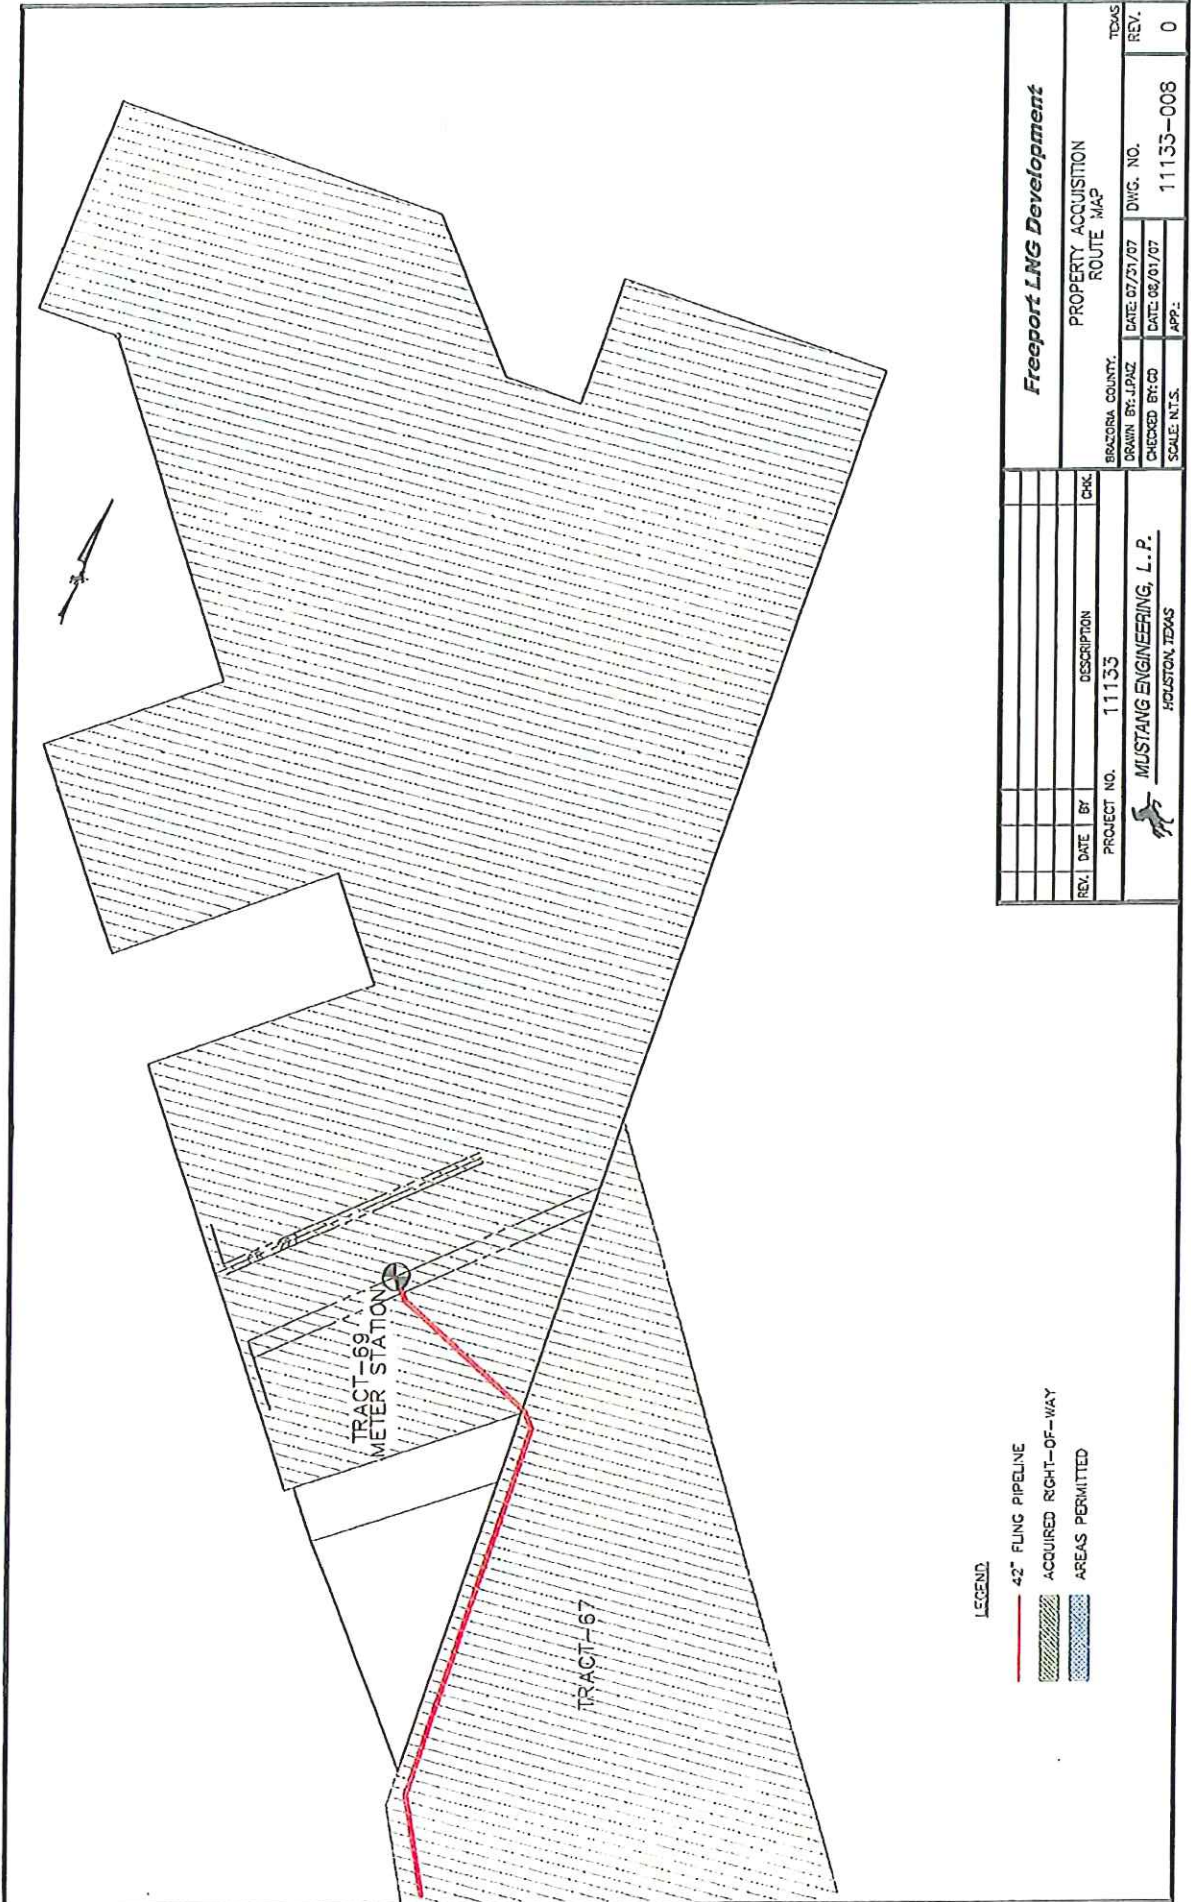 TRACT-69
METER STATION
TRACT-67
LEGEND
42" FLNG PIPELINE
ACQUIRED RIGHT-OF-WAY
AREAS PERMITTED
REV. DATE BY DESCRIPTION CHK.
PROJECT NO. 11133
MUSTANG ENGINEERING, L.P.
HOUSTON, TEXAS
Freeport LNG Development
PROPERTY ACQUISITION
ROUTE MAP
BRAZORIA COUNTY, TEXAS
DRAWN BY: J.PAIZ DATE: 07/31/07 DWG. NO. REV.
CHECKED BY: CD DATE: 08/01/07
SCALE: N.T.S. APP.: 11133-008 0